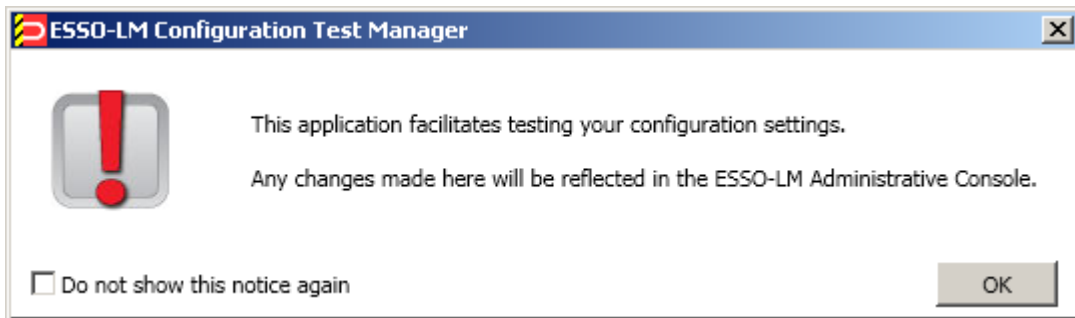 ESSO-LM Configuration Test Manager
This application facilitates testing your configuration settings.
Any changes made here will be reflected in the ESSO-LM Administrative Console.
Do not show this notice again
OK